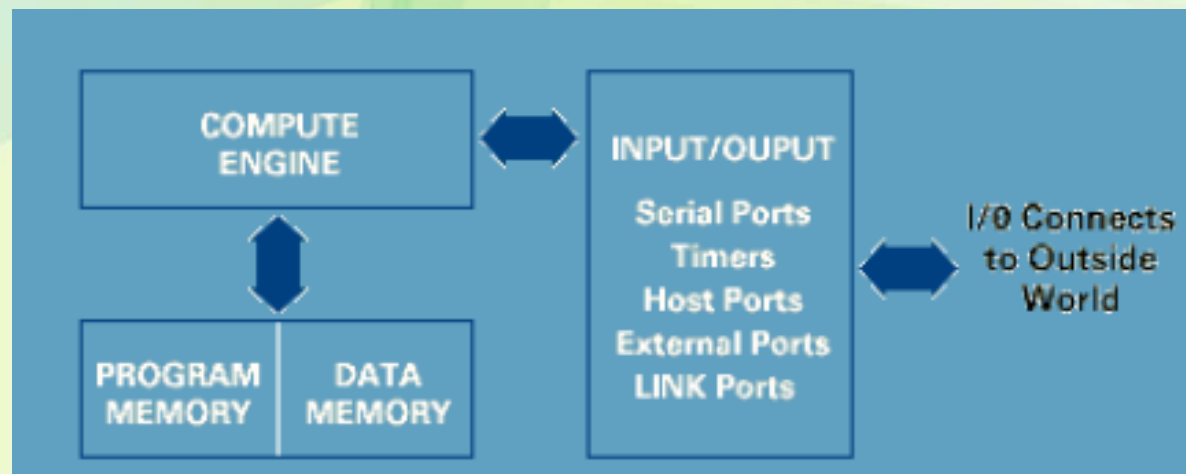 COMPUTE
ENGINE
PROGRAM
MEMORY
DATA
MEMORY
INPUT/OUPUT
Serial Ports
Timers
Host Ports
External Ports
LINK Ports
I/0 Connects
to Outside
World